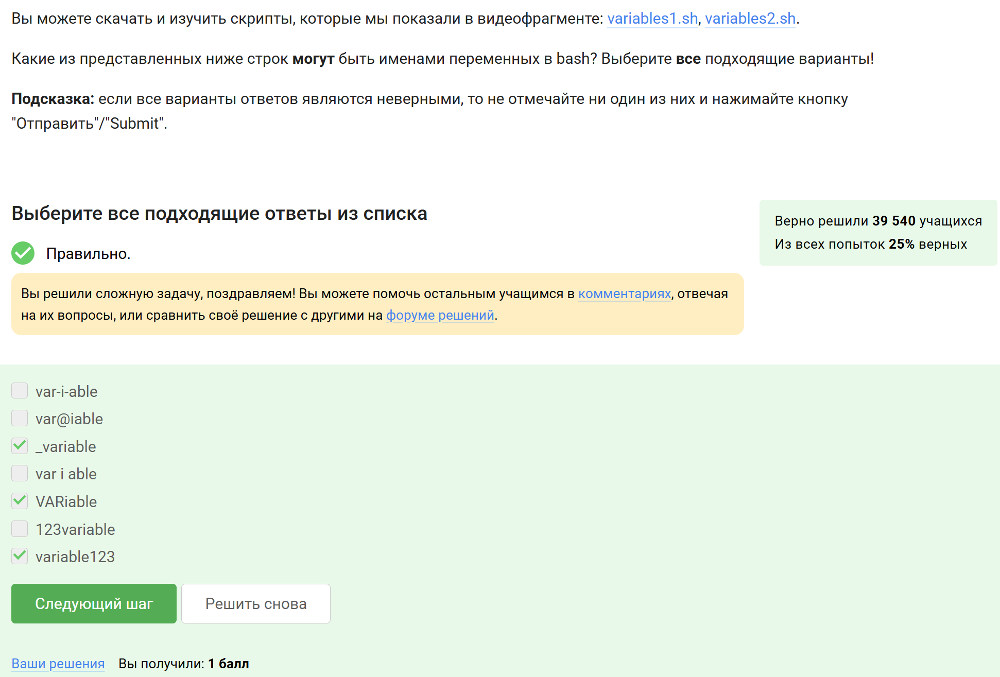 Вы можете скачать и изучить скрипты, которые мы показали в видеофрагменте: variables1.sh, variables2.sh.
Какие из представленных ниже строк могут быть именами переменных в bash? Выберите все подходящие варианты!
Подсказка: если все варианты ответов являются неверными, то не отмечайте ни один из них и нажимайте кнопку
"Отправить"/"Submit".
Выберите все подходящие ответы из списка
Верно решили 39 540 учащихся
Из всех попыток 25% верных
Правильно.
Вы решили сложную задачу, поздравляем! Вы можете помочь остальным учащимся в комментариях, отвечая
на их вопросы, или сравнить своё решение с другими на форуме решений.
var-i-able
var@iable
_variable
var i able
VARiable
123variable
variable123
Следующий шаг
Решить снова
Ваши решения Вы получили: 1 балл